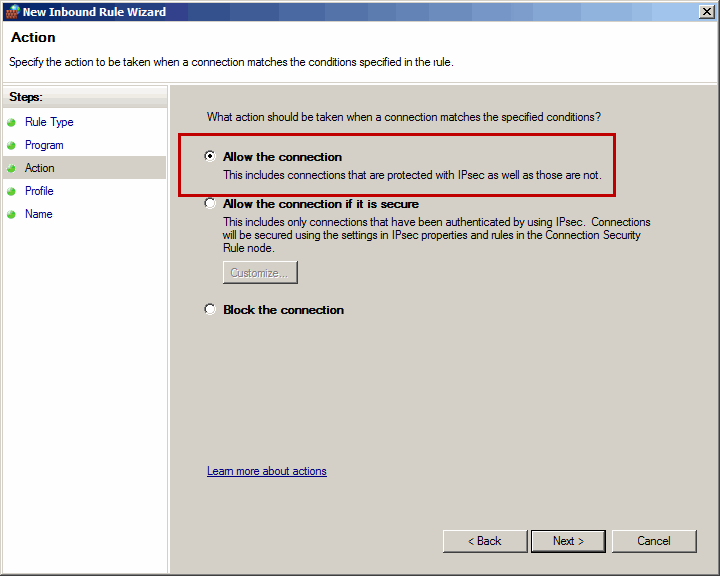 New Inbound Rule Wizard
Action
Specify the action to be taken when a connection matches the conditions specified in the rule.
Steps:
Rule Type
Program
Action
Profile
Name
What action should be taken when a connection matches the specified conditions?
Allow the connection
This includes connections that are protected with IPsec as well as those are not.
Allow the connection if it is secure
This includes only connections that have been authenticated by using IPsec. Connections
will be secured using the settings in IPsec properties and rules in the Connection Security
Rule node.
Customize...
Block the connection
Learn more about actions
< Back
Next >
Cancel